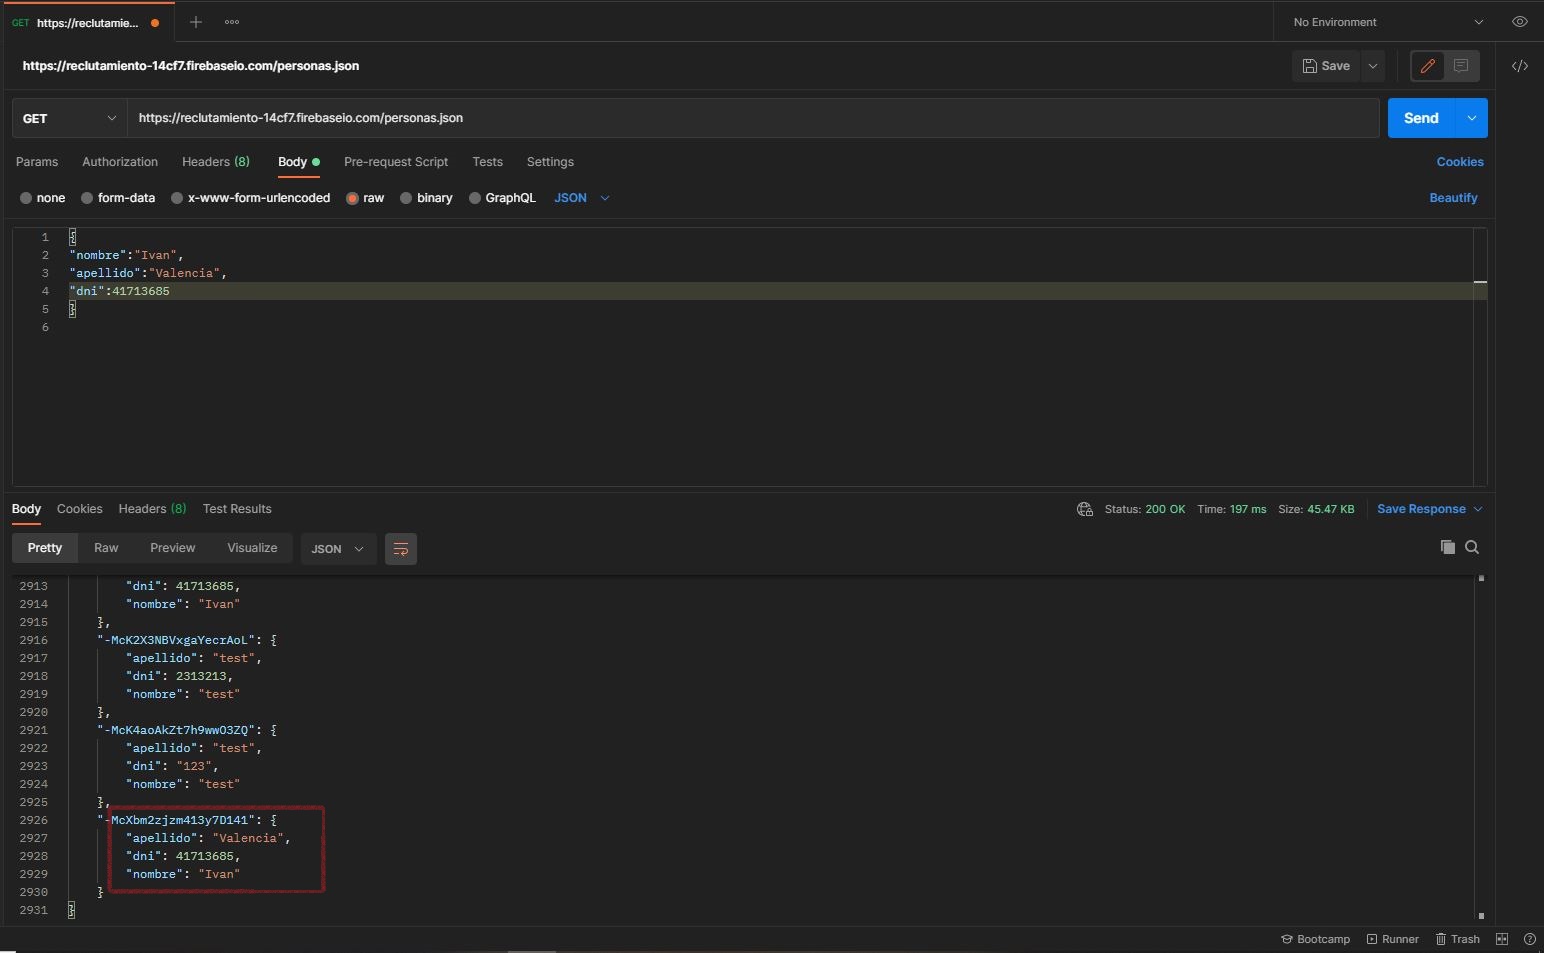 GET https://reclutamie... No Environment
https://reclutamiento-14cf7.firebaseio.com/personas.json Save
GET https://reclutamiento-14cf7.firebaseio.com/personas.json Send
Params Authorization Headers (8) Body Pre-request Script Tests Settings Cookies
none form-data x-www-form-urlencoded raw binary GraphQL JSON Beautify
1 {
2 "nombre":"Ivan",
3 "apellido":"Valencia",
4 "dni":41713685
5 }
6
Body Cookies Headers (8) Test Results Status: 200 OK Time: 197 ms Size: 45.47 KB Save Response
Pretty Raw Preview Visualize JSON
2913 "dni": 41713685,
2914 "nombre": "Ivan"
2915 },
2916 "-McK2X3NBVxgaYecrAoL": {
2917 "apellido": "test",
2918 "dni": 2313213,
2919 "nombre": "test"
2920 },
2921 "-McK4aoAkZt7h9wwO3ZQ": {
2922 "apellido": "test",
2923 "dni": "123",
2924 "nombre": "test"
2925 },
2926 "-McXbm2zjzm413y7D141": {
2927 "apellido": "Valencia",
2928 "dni": 41713685,
2929 "nombre": "Ivan"
2930 }
2931 }
Bootcamp Runner Trash